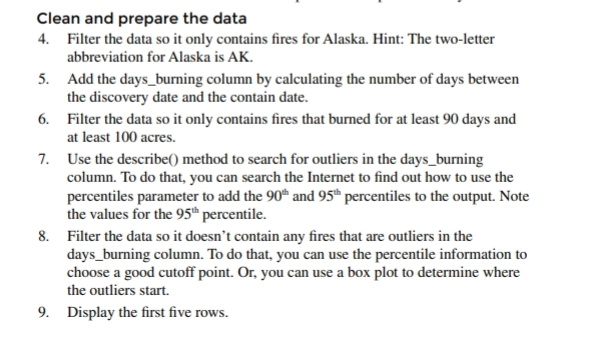 Clean and prepare the data
4. Filter the data so it only contains fires for Alaska. Hint: The two-letter
abbreviation for Alaska is AK.
5. Add the days_burning column by calculating the number of days between
the discovery date and the contain date.
6. Filter the data so it only contains fires that burned for at least 90 days and
at least 100 acres.
7. Use the describe() method to search for outliers in the days_burning
column. To do that, you can search the Internet to find out how to use the
percentiles parameter to add the 90th and 95th percentiles to the output. Note
the values for the 95th percentile.
8. Filter the data so it doesn't contain any fires that are outliers in the
days_burning column. To do that, you can use the percentile information to
choose a good cutoff point. Or, you can use a box plot to determine where
the outliers start.
9. Display the first five rows.